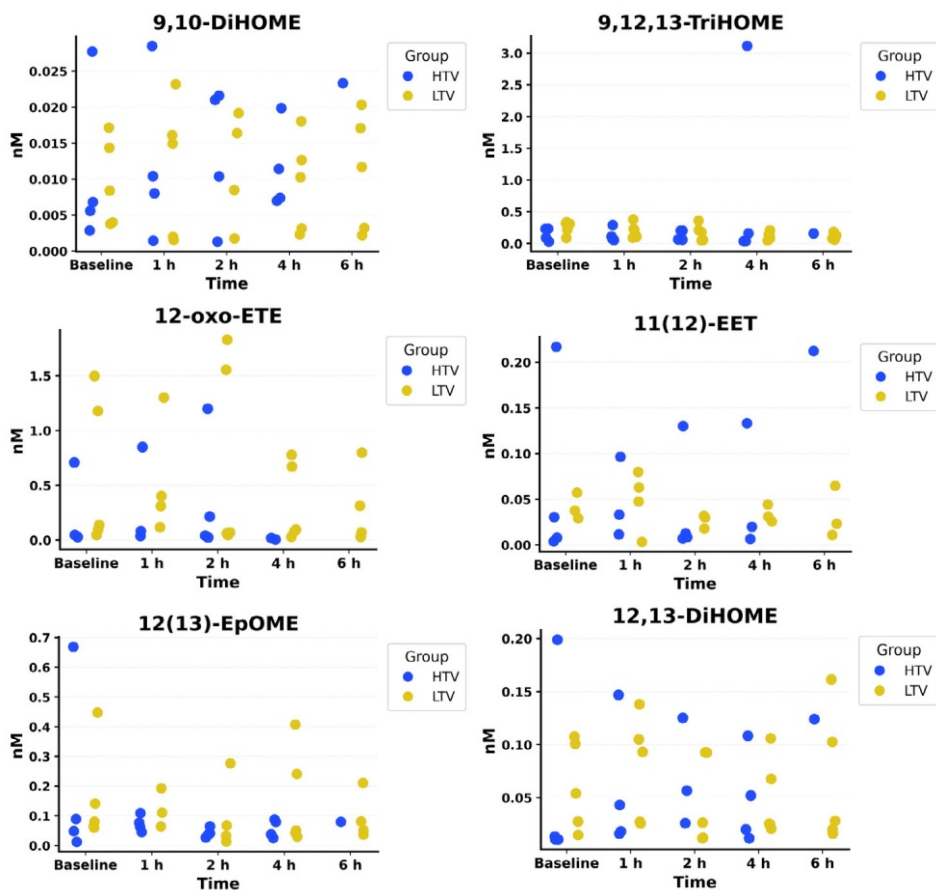 9,10-DiHOME
Group
HTV
LTV
0.025
0.020
0.015
0.010
0.005
0.000
nM
Baseline 1 h 2 h 4 h 6 h
Time
9,12,13-TriHOME
Group
HTV
LTV
3.0
2.5
2.0
1.5
1.0
0.5
0.0
nM
Baseline 1 h 2 h 4 h 6 h
Time
12-oxo-ETE
Group
HTV
LTV
1.5
1.0
0.5
0.0
nM
Baseline 1 h 2 h 4 h 6 h
Time
11(12)-EET
Group
HTV
LTV
0.20
0.15
0.10
0.05
0.00
nM
Baseline 1 h 2 h 4 h 6 h
Time
12(13)-EpOME
Group
HTV
LTV
0.7
0.6
0.5
0.4
0.3
0.2
0.1
0.0
nM
Baseline 1 h 2 h 4 h 6 h
Time
12,13-DiHOME
Group
HTV
LTV
0.20
0.15
0.10
0.05
nM
Baseline 1 h 2 h 4 h 6 h
Time